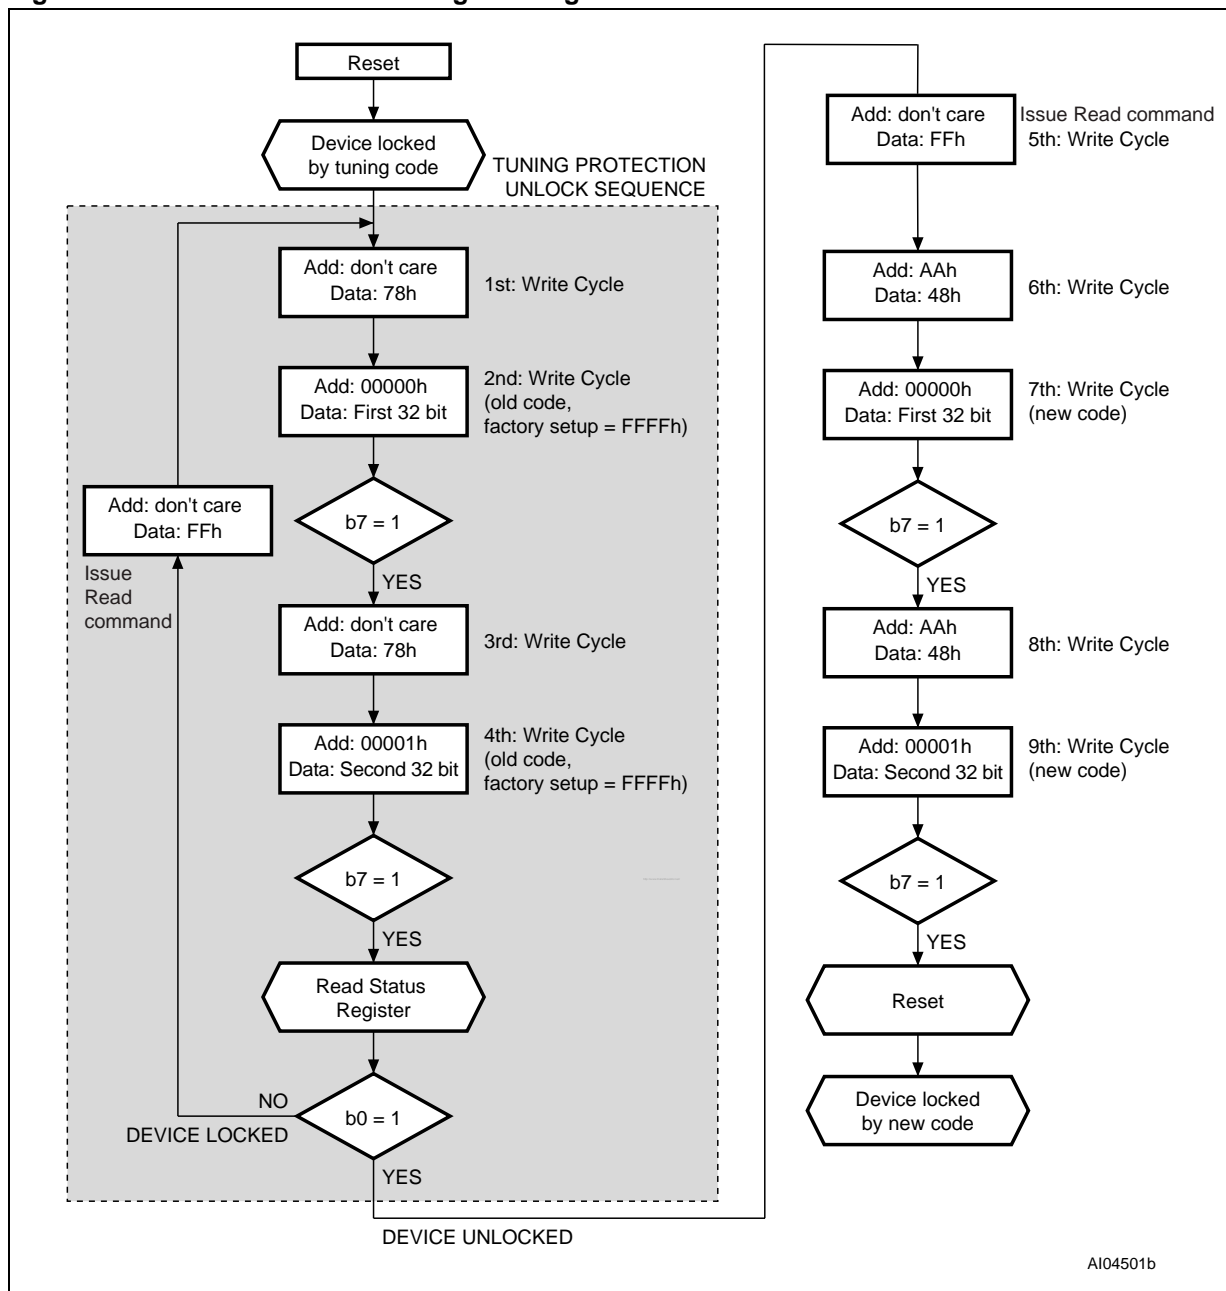 Reset
Device locked
by tuning code
TUNING PROTECTION
UNLOCK SEQUENCE
Add: don't care
Data: 78h
1st: Write Cycle
Add: 00000h
Data: First 32 bit
2nd: Write Cycle
(old code,
factory setup = FFFFh)
b7 = 1
YES
Add: don't care
Data: FFh
Issue
Read
command
Add: don't care
Data: 78h
3rd: Write Cycle
Add: 00001h
Data: Second 32 bit
4th: Write Cycle
(old code,
factory setup = FFFFh)
b7 = 1
YES
Read Status
Register
b0 = 1
NO
DEVICE LOCKED
YES
DEVICE UNLOCKED
Add: don't care
Data: FFh
Issue Read command
5th: Write Cycle
Add: AAh
Data: 48h
6th: Write Cycle
Add: 00000h
Data: First 32 bit
7th: Write Cycle
(new code)
b7 = 1
YES
Add: AAh
Data: 48h
8th: Write Cycle
Add: 00001h
Data: Second 32 bit
9th: Write Cycle
(new code)
b7 = 1
YES
Reset
Device locked
by new code
AI04501b